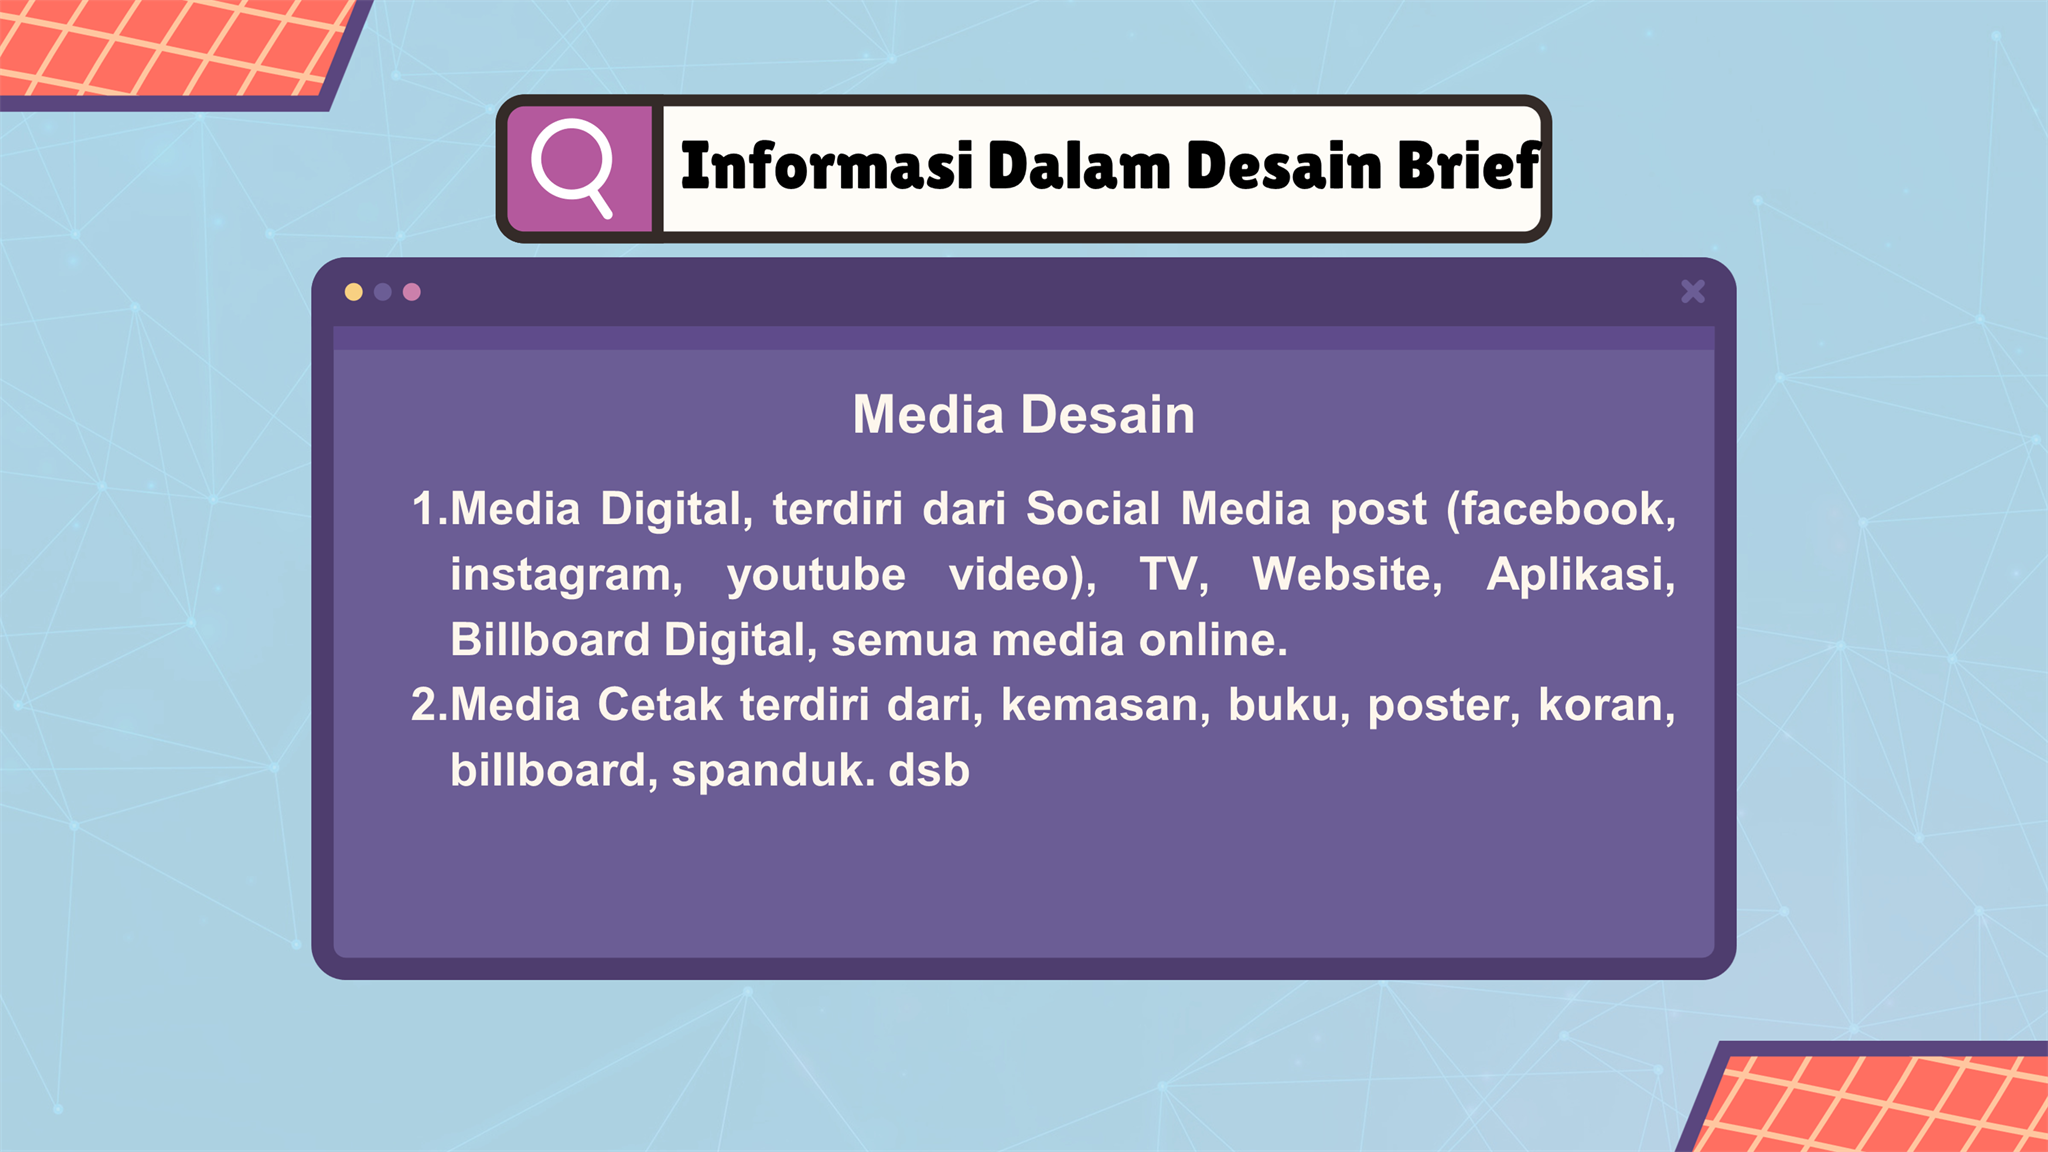 Informasi Dalam Desain Brief
Media Desain
1.Media Digital, terdiri dari Social Media post (facebook,
instagram, youtube video), TV, Website, Aplikasi,
Billboard Digital, semua media online.
2.Media Cetak terdiri dari, kemasan, buku, poster, koran,
billboard, spanduk. dsb